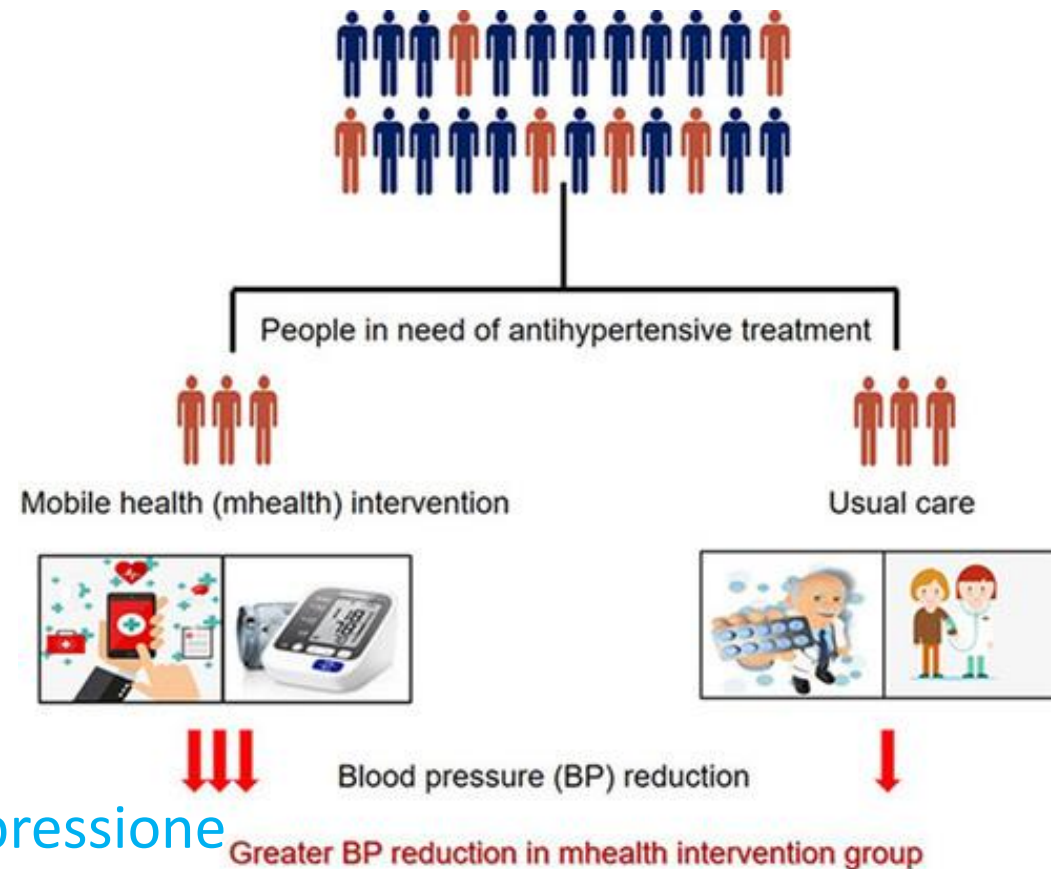 People in need of antihypertensive treatment
Mobile health (mhealth) intervention
Usual care
Blood pressure (BP) reduction
pressione
Greater BP reduction in mhealth intervention group